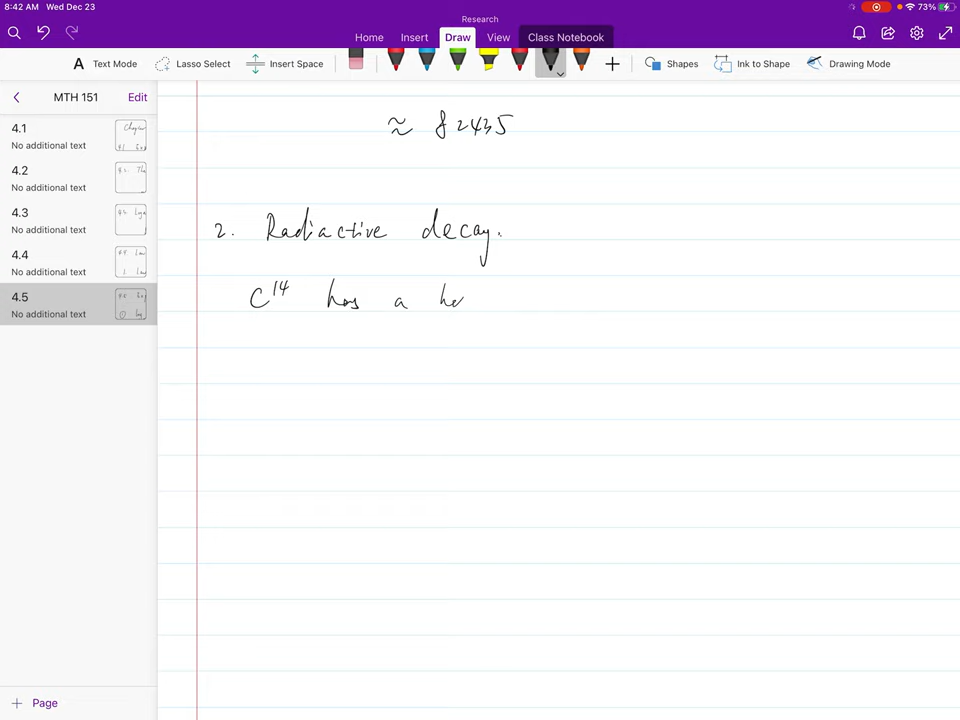 8:42 AM Wed Dec 23
73%
Research
Home Insert Draw View Class Notebook
Text Mode Lasso Select Insert Space Shapes Ink to Shape Drawing Mode
MTH 151 Edit
4.1
No additional text
4.2
No additional text
4.3
No additional text
4.4
No additional text
4.5
No additional text
Page
≈ 82435
2. Radiactive decay.
C¹⁴ has a ha